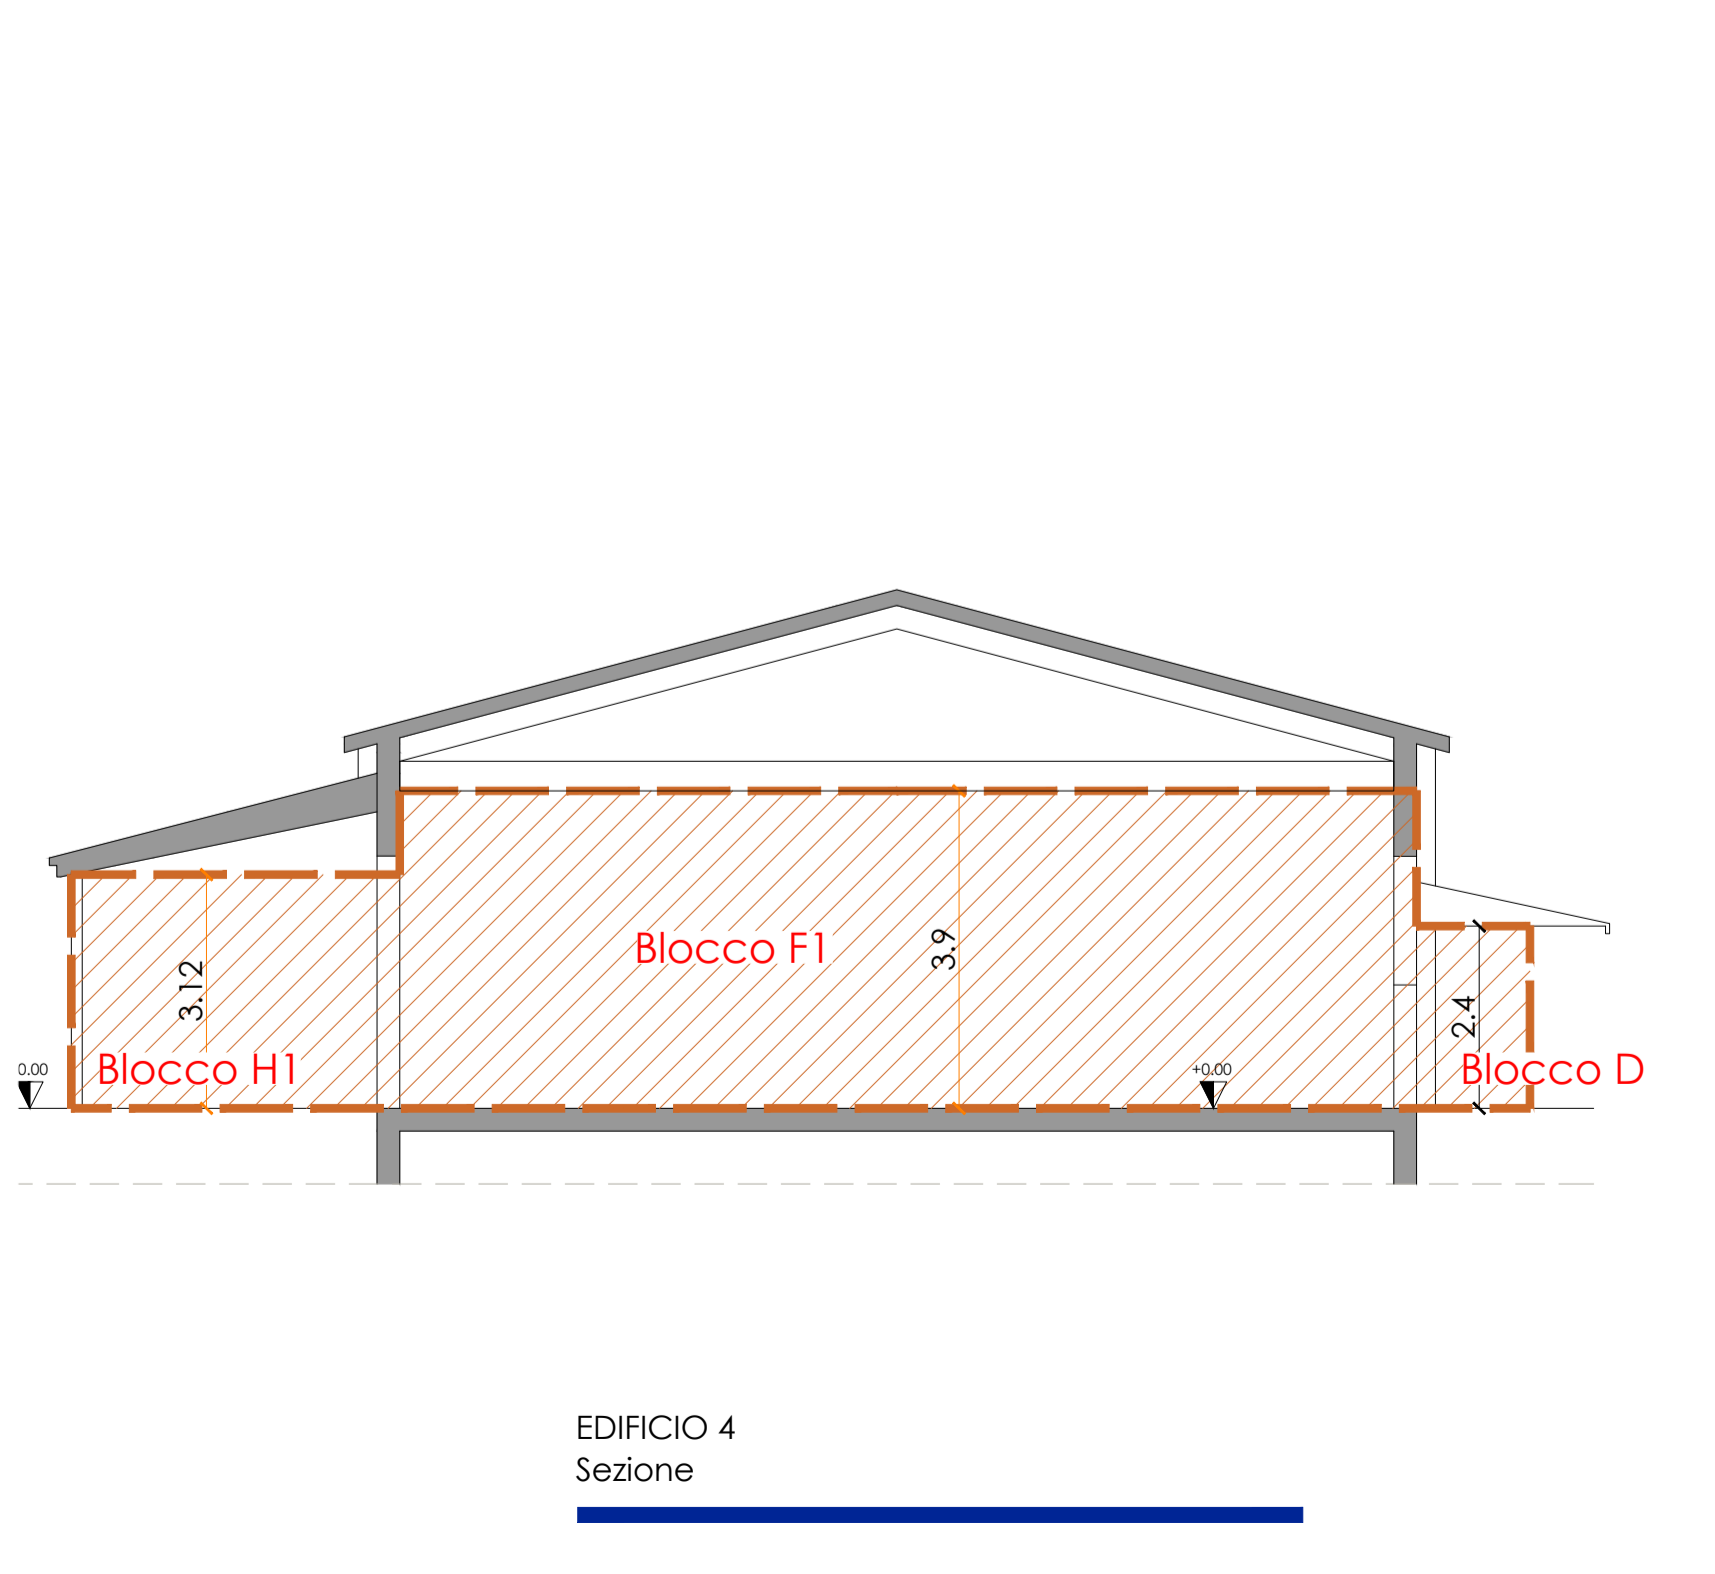 3.9
Blocco F1
3.12
2.4
0.00
Blocco H1
+0.00
Blocco D
EDIFICIO 4
Sezione